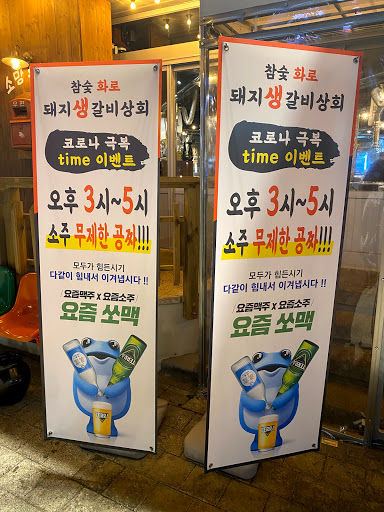 참숯 화로
돼지생갈비상회
코로나 극복
time 이벤트
오후 3시~5시
소주 무제한 공짜!!!
모두가 힘든시기
다같이 힘내서 이겨냅시다 !!
요즘맥주 X 요즘소주
요즘 쏘맥
TERRA
참숯 화로
돼지생갈비상회
코로나 극복
time 이벤트
오후 3시~5시
소주 무제한 공짜!!!
모두가 힘든시기
다같이 힘내서 이겨냅시다 !!
요즘맥주 X 요즘소주
요즘 쏘맥
TERRA